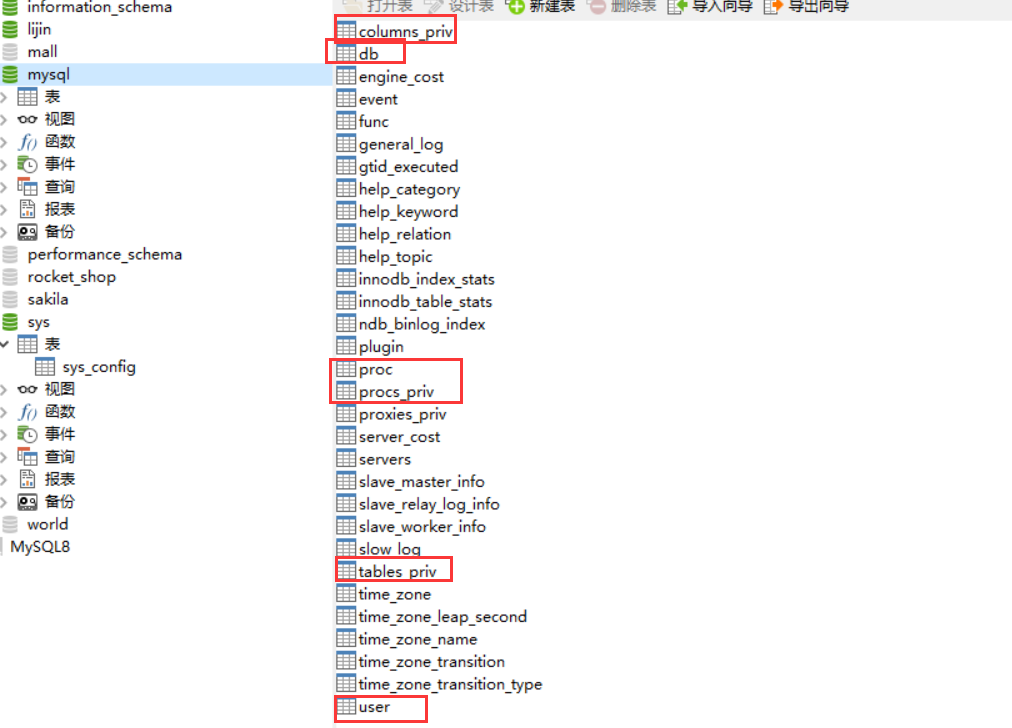 information_schema
lijin
mall
mysql
表
视图
函数
事件
查询
报表
备份
performance_schema
rocket_shop
sakila
sys
表
sys_config
视图
函数
事件
查询
报表
备份
world
MySQL8
打开表 设计表 新建表 删除表 导入向导 导出向导
columns_priv
db
engine_cost
event
func
general_log
gtid_executed
help_category
help_keyword
help_relation
help_topic
innodb_index_stats
innodb_table_stats
ndb_binlog_index
plugin
proc
procs_priv
proxies_priv
server_cost
servers
slave_master_info
slave_relay_log_info
slave_worker_info
slow_log
tables_priv
time_zone
time_zone_leap_second
time_zone_name
time_zone_transition
time_zone_transition_type
user